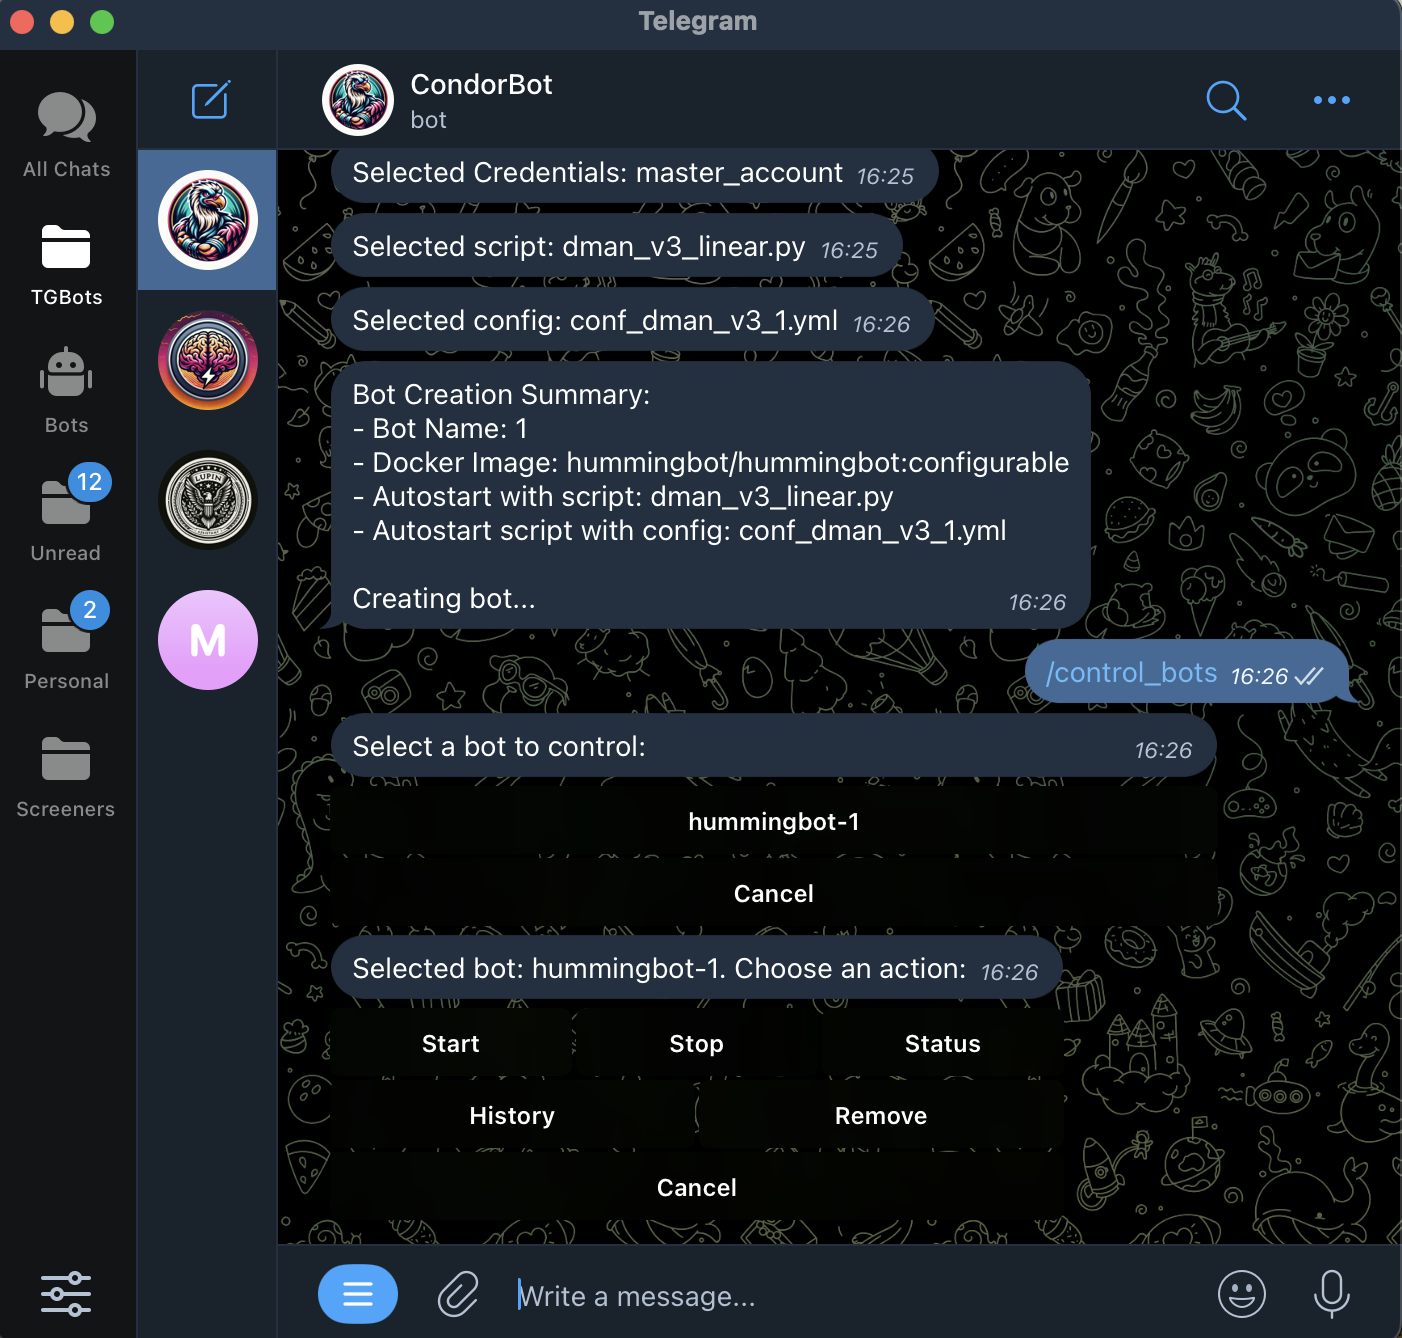 Telegram
All Chats
TGBots
Bots
12
Unread
2
Personal
Screeners
LUPIN
M
CondorBot
bot
Selected Credentials: master_account 16:25
Selected script: dman_v3_linear.py 16:25
Selected config: conf_dman_v3_1.yml 16:26
Bot Creation Summary:
- Bot Name: 1
- Docker Image: hummingbot/hummingbot:configurable
- Autostart with script: dman_v3_linear.py
- Autostart script with config: conf_dman_v3_1.yml
Creating bot... 16:26
/control_bots 16:26
Select a bot to control: 16:26
hummingbot-1
Cancel
Selected bot: hummingbot-1. Choose an action: 16:26
Start Stop Status
History Remove
Cancel
Write a message...